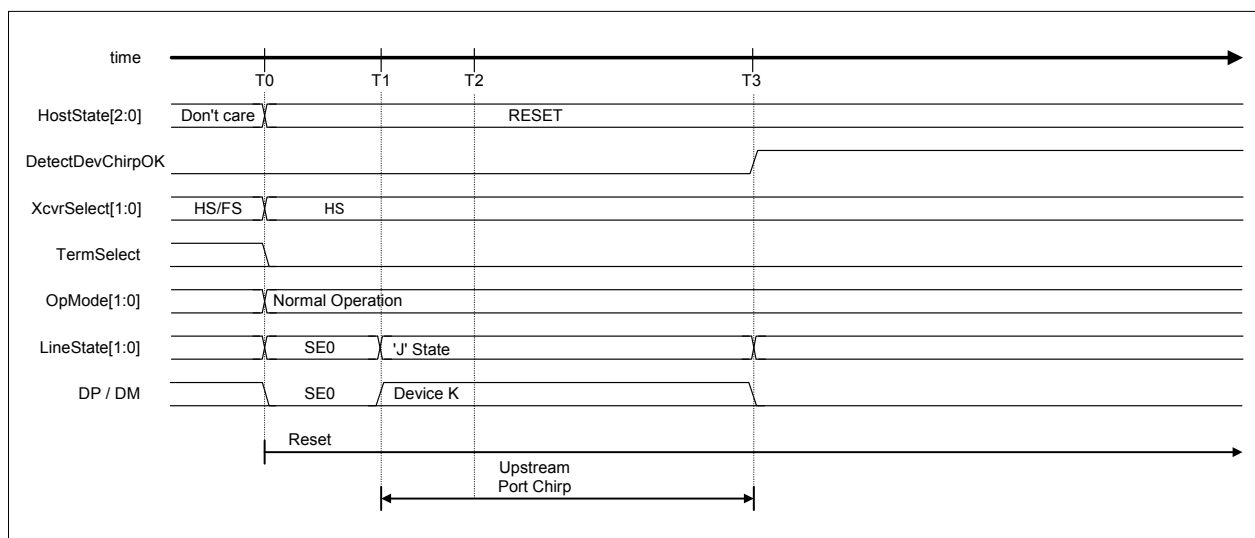 time
T0 T1 T2 T3
HostState[2:0] Don't care RESET
DetectDevChirpOK
XcvrSelect[1:0] HS/FS HS
TermSelect
OpMode[1:0] Normal Operation
LineState[1:0] SE0 'J' State
DP / DM SE0 Device K
Reset
Upstream
Port Chirp